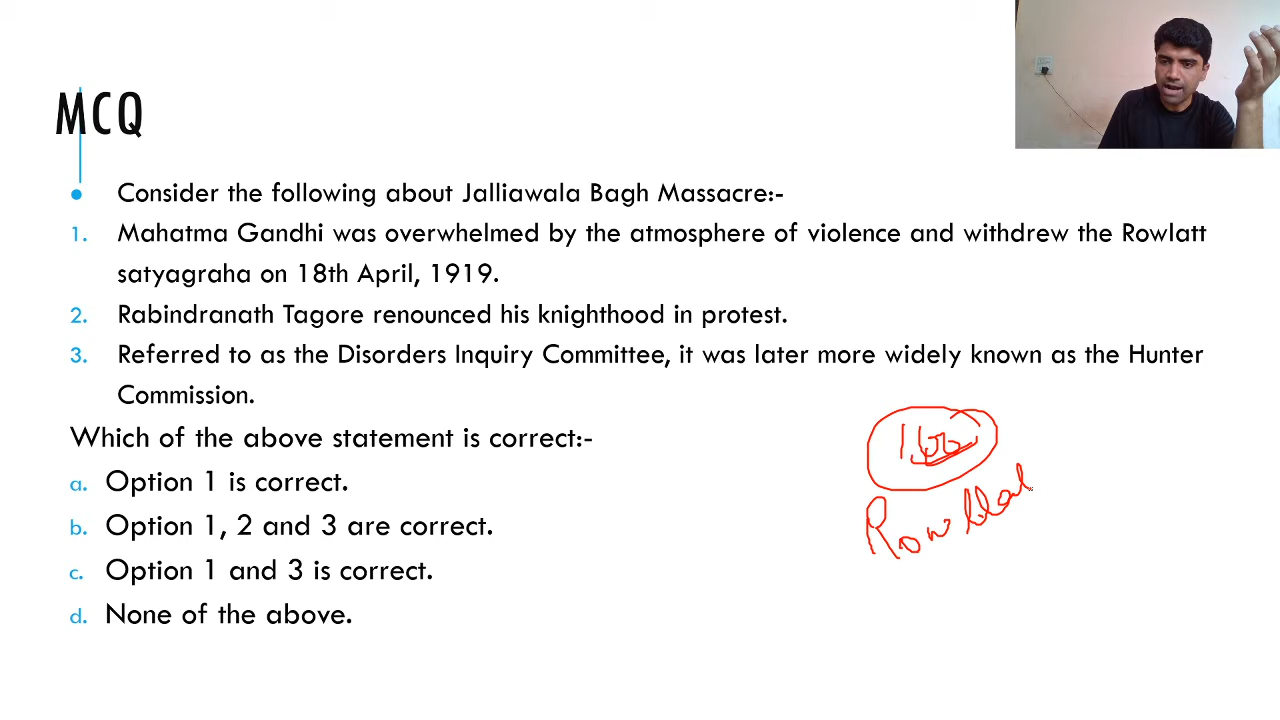 MCQ
Consider the following about Jalliawala Bagh Massacre:-
1. Mahatma Gandhi was overwhelmed by the atmosphere of violence and withdrew the Rowlatt
satyagraha on 18th April, 1919.
2. Rabindranath Tagore renounced his knighthood in protest.
3. Referred to as the Disorders Inquiry Committee, it was later more widely known as the Hunter
Commission.
Which of the above statement is correct:-
a. Option 1 is correct.
b. Option 1, 2 and 3 are correct.
c. Option 1 and 3 is correct.
d. None of the above.